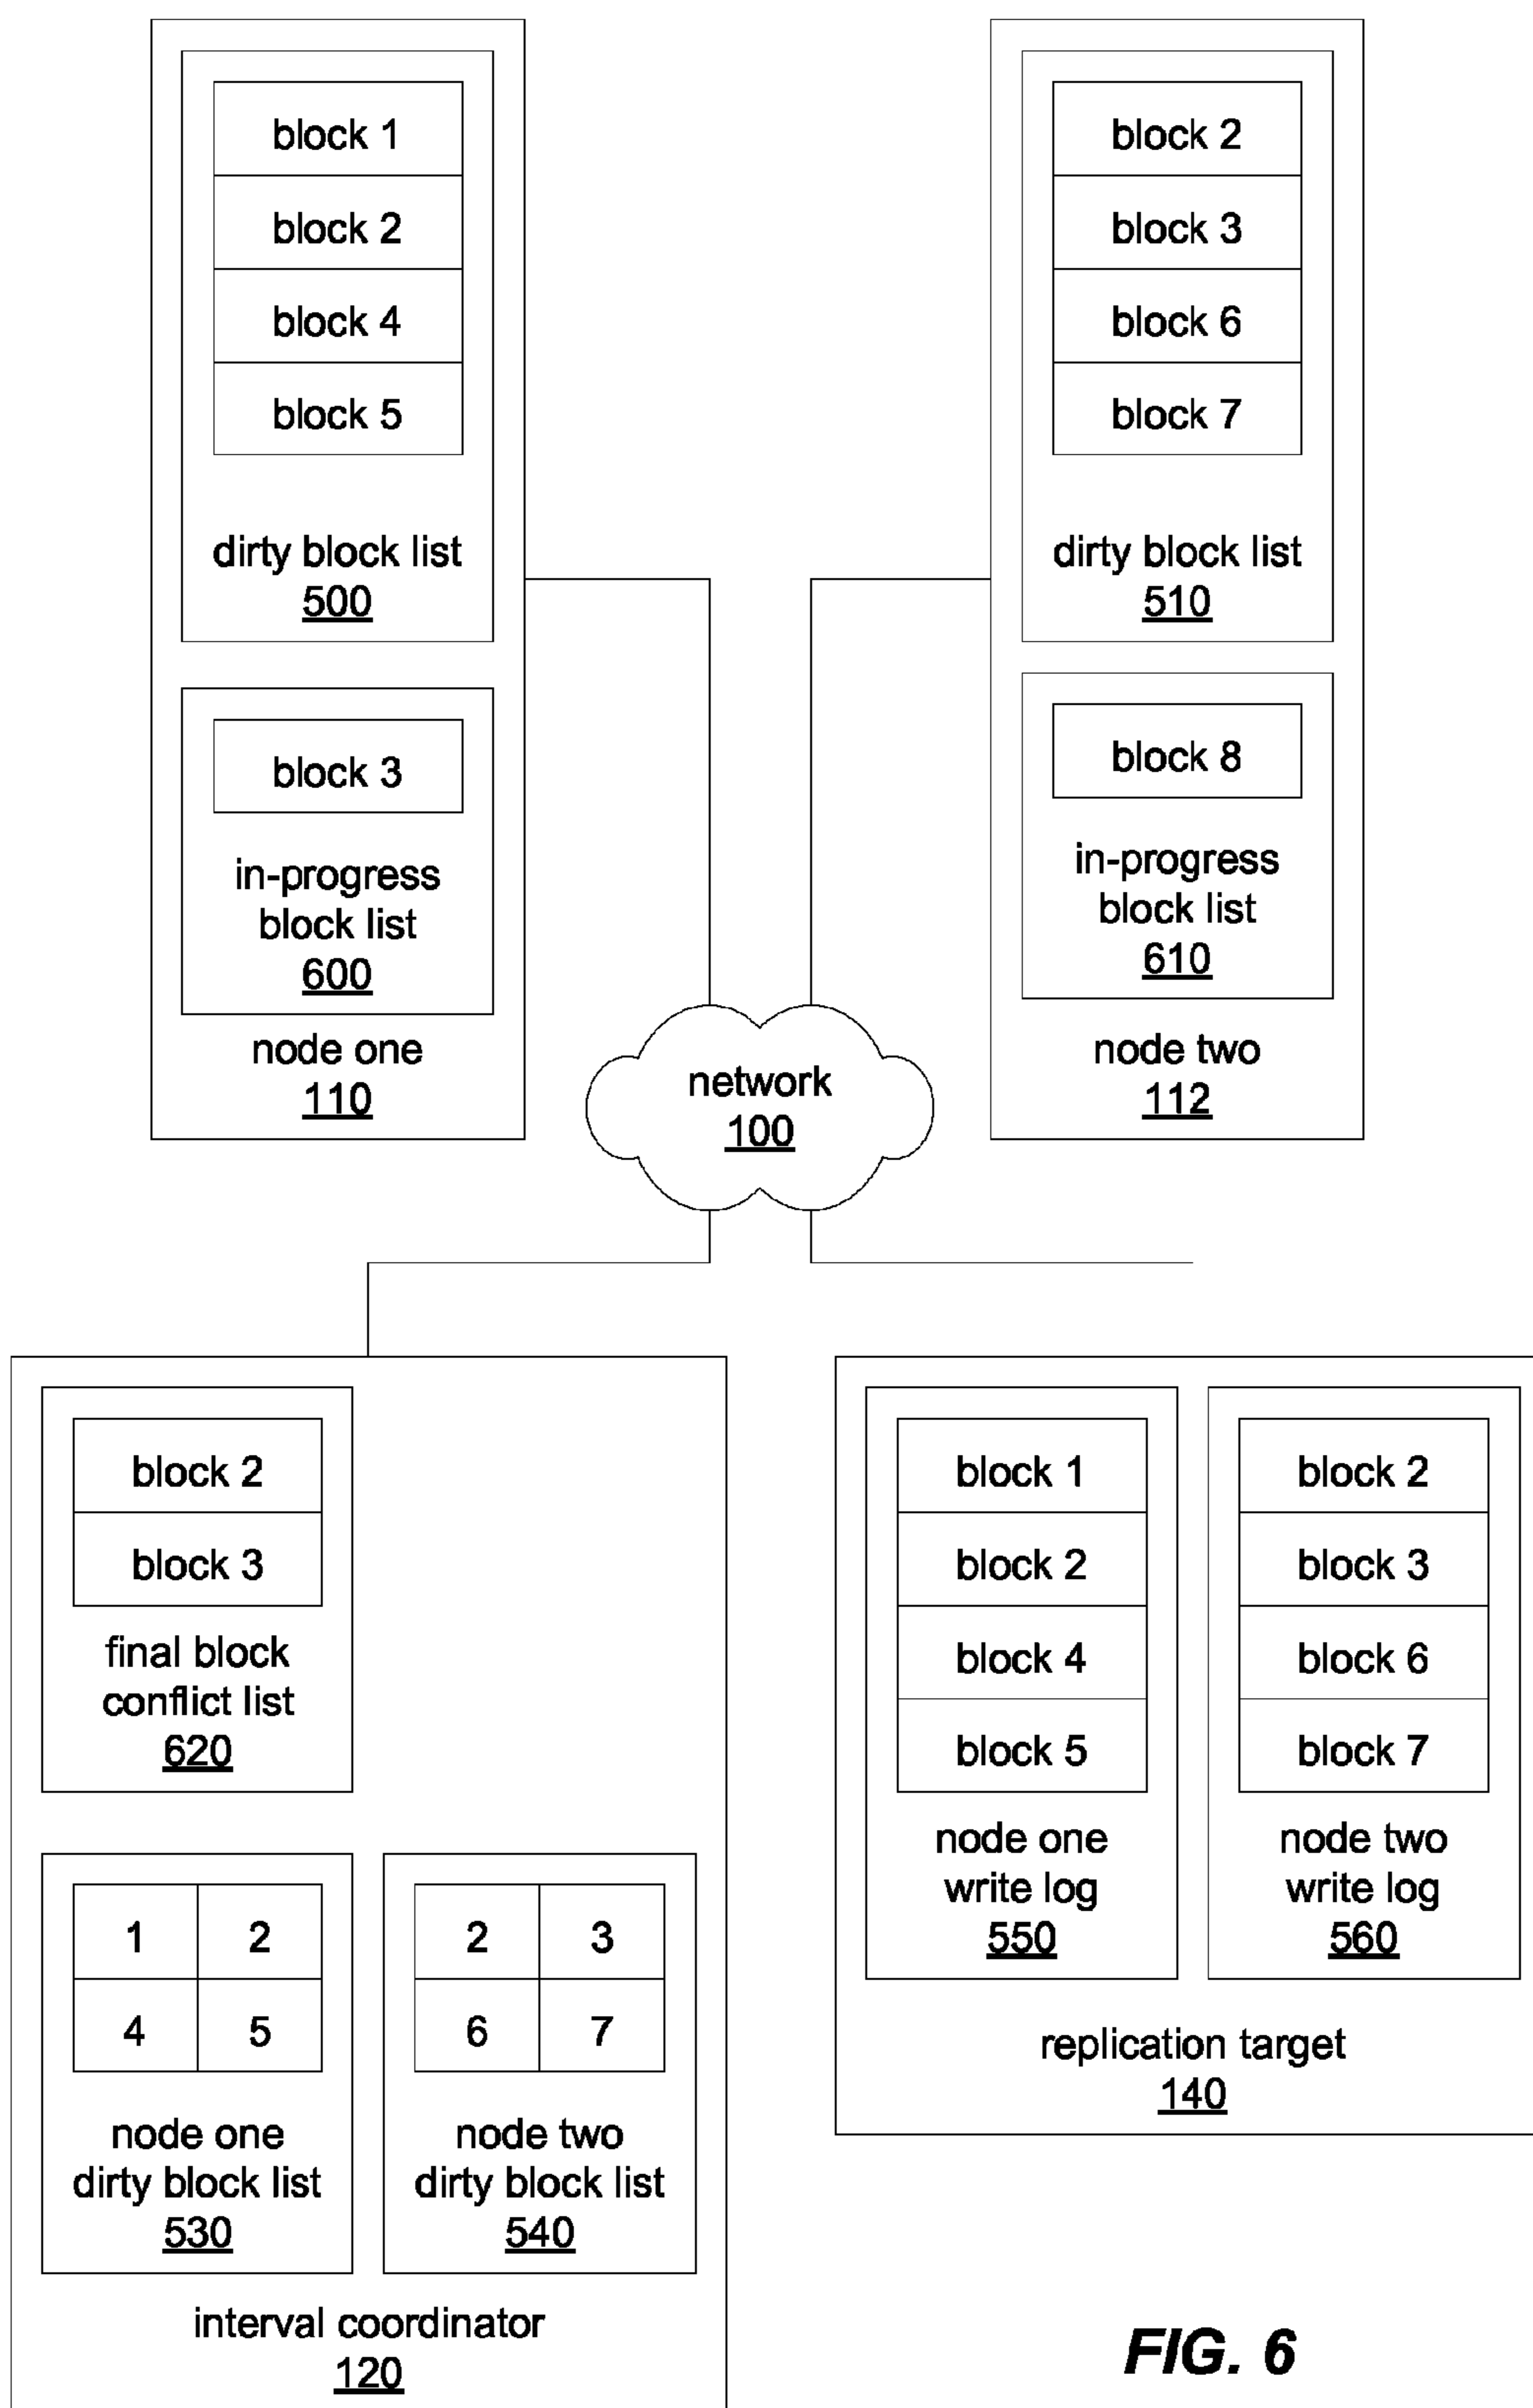 block 1
block 2
block 4
block 5
dirty block list
500
block 3
in-progress
block list
600
node one
110
block 2
block 3
block 6
block 7
dirty block list
510
block 8
in-progress
block list
610
node two
112
network
100
block 2
block 3
final block
conflict list
620
1 2
4 5
node one
dirty block list
530
2 3
6 7
node two
dirty block list
540
interval coordinator
120
block 1
block 2
block 4
block 5
node one
write log
550
block 2
block 3
block 6
block 7
node two
write log
560
replication target
140
FIG. 6